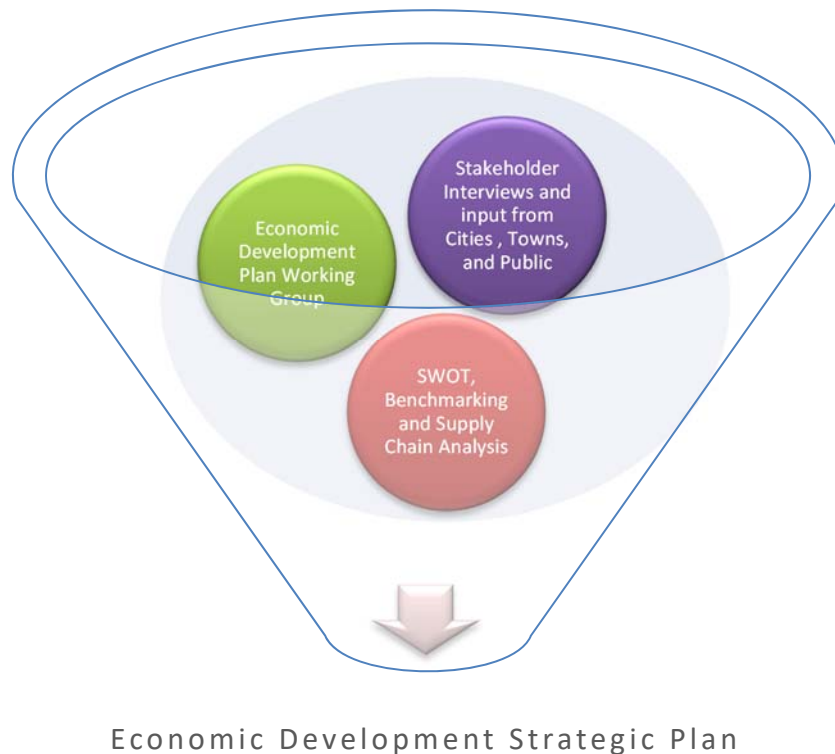 Stakeholder
Interviews and
input from
Cities , Towns,
and Public
Economic
Development
Plan Working
Group
SWOT,
Benchmarking
and Supply
Chain Analysis
Economic Development Strategic Plan